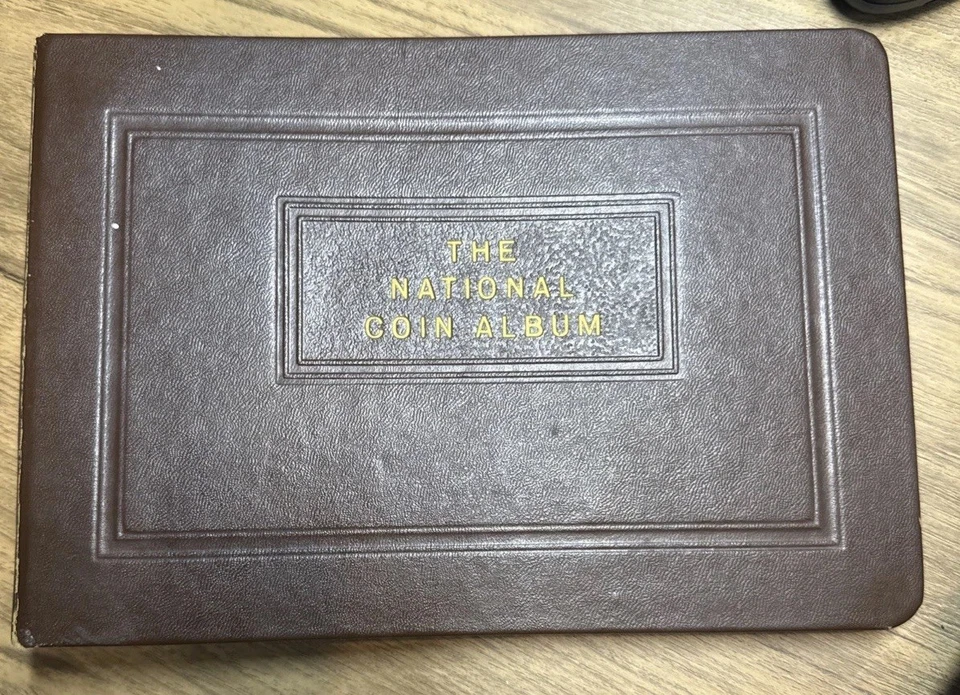 THE
NATIONAL
COIN ALBUM